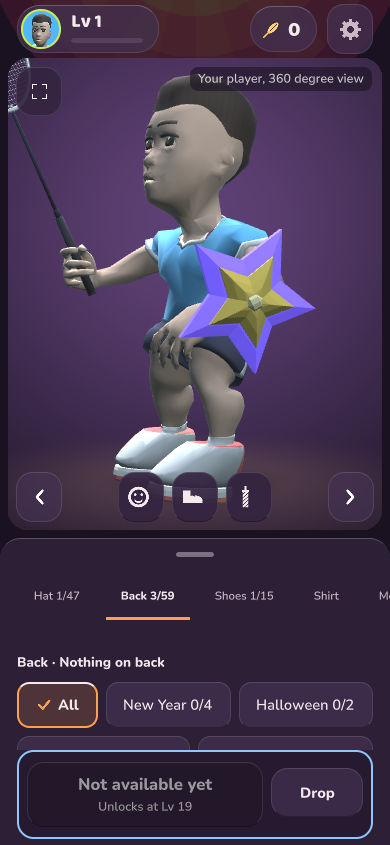 Lv 1
0
Your player, 360 degree view
Hat 1/47
Back 3/59
Shoes 1/15
Shirt
Back · Nothing on back
All
New Year 0/4
Halloween 0/2
Not available yet
Unlocks at Lv 19
Drop